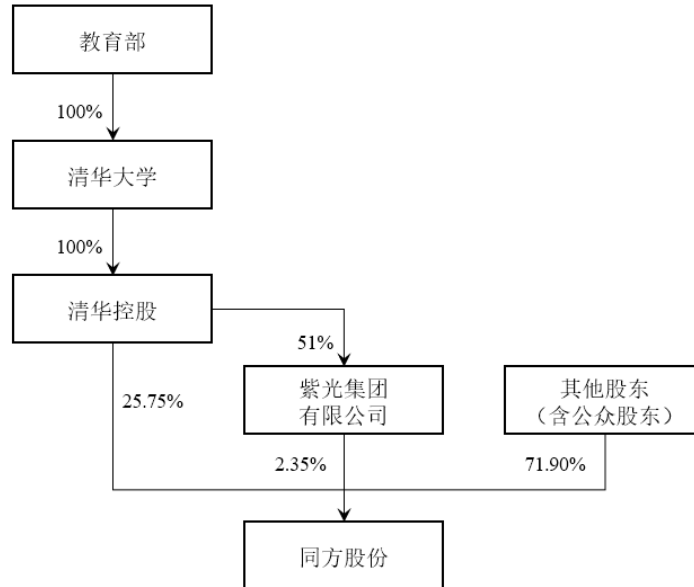 教育部
100%
清华大学
100%
清华控股
51%
紫光集团
有限公司
其他股东
（含公众股东）
25.75%
2.35%
71.90%
同方股份